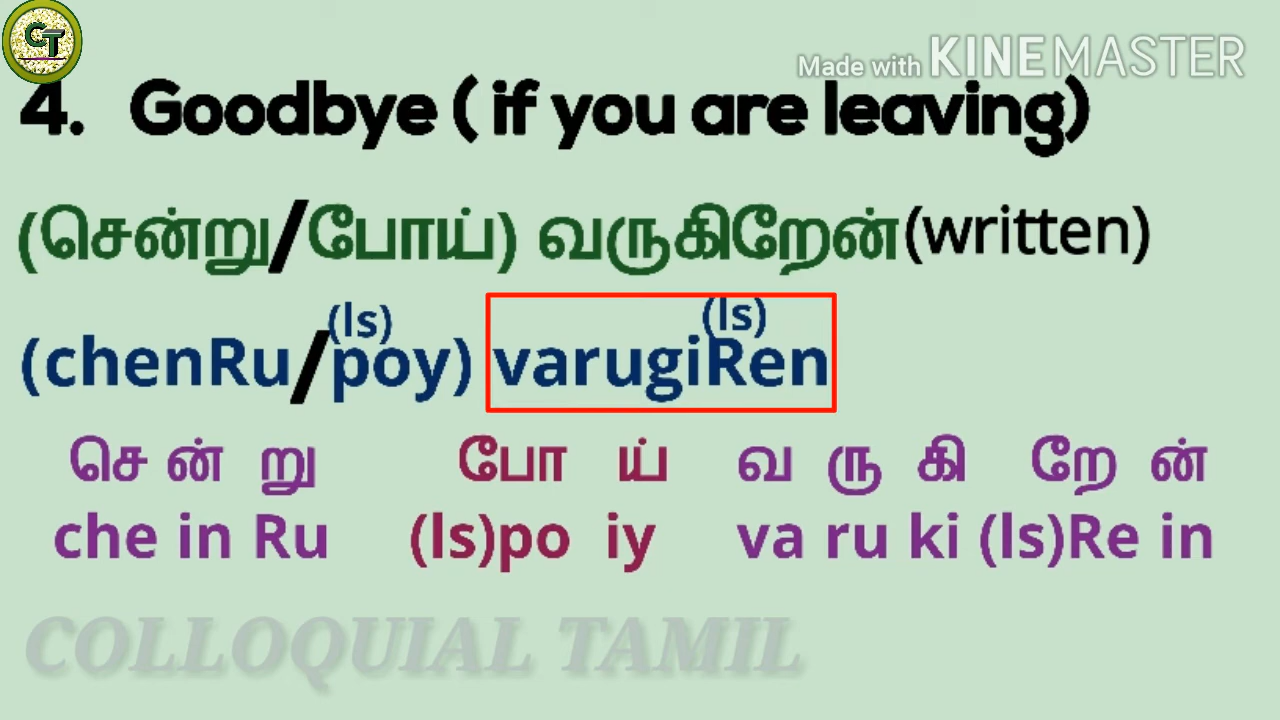 CT
Made with KINEMASTER
4. Goodbye ( if you are leaving)
(சென்று/போய்) வருகிறேன்(written)
(ls) (ls)
(chenRu/poy) varugiRen
செ ன் று போ ய் வ ரு கி றே ன்
che in Ru (ls)po iy va ru ki (ls)Re in
COLLOQUIAL TAMIL